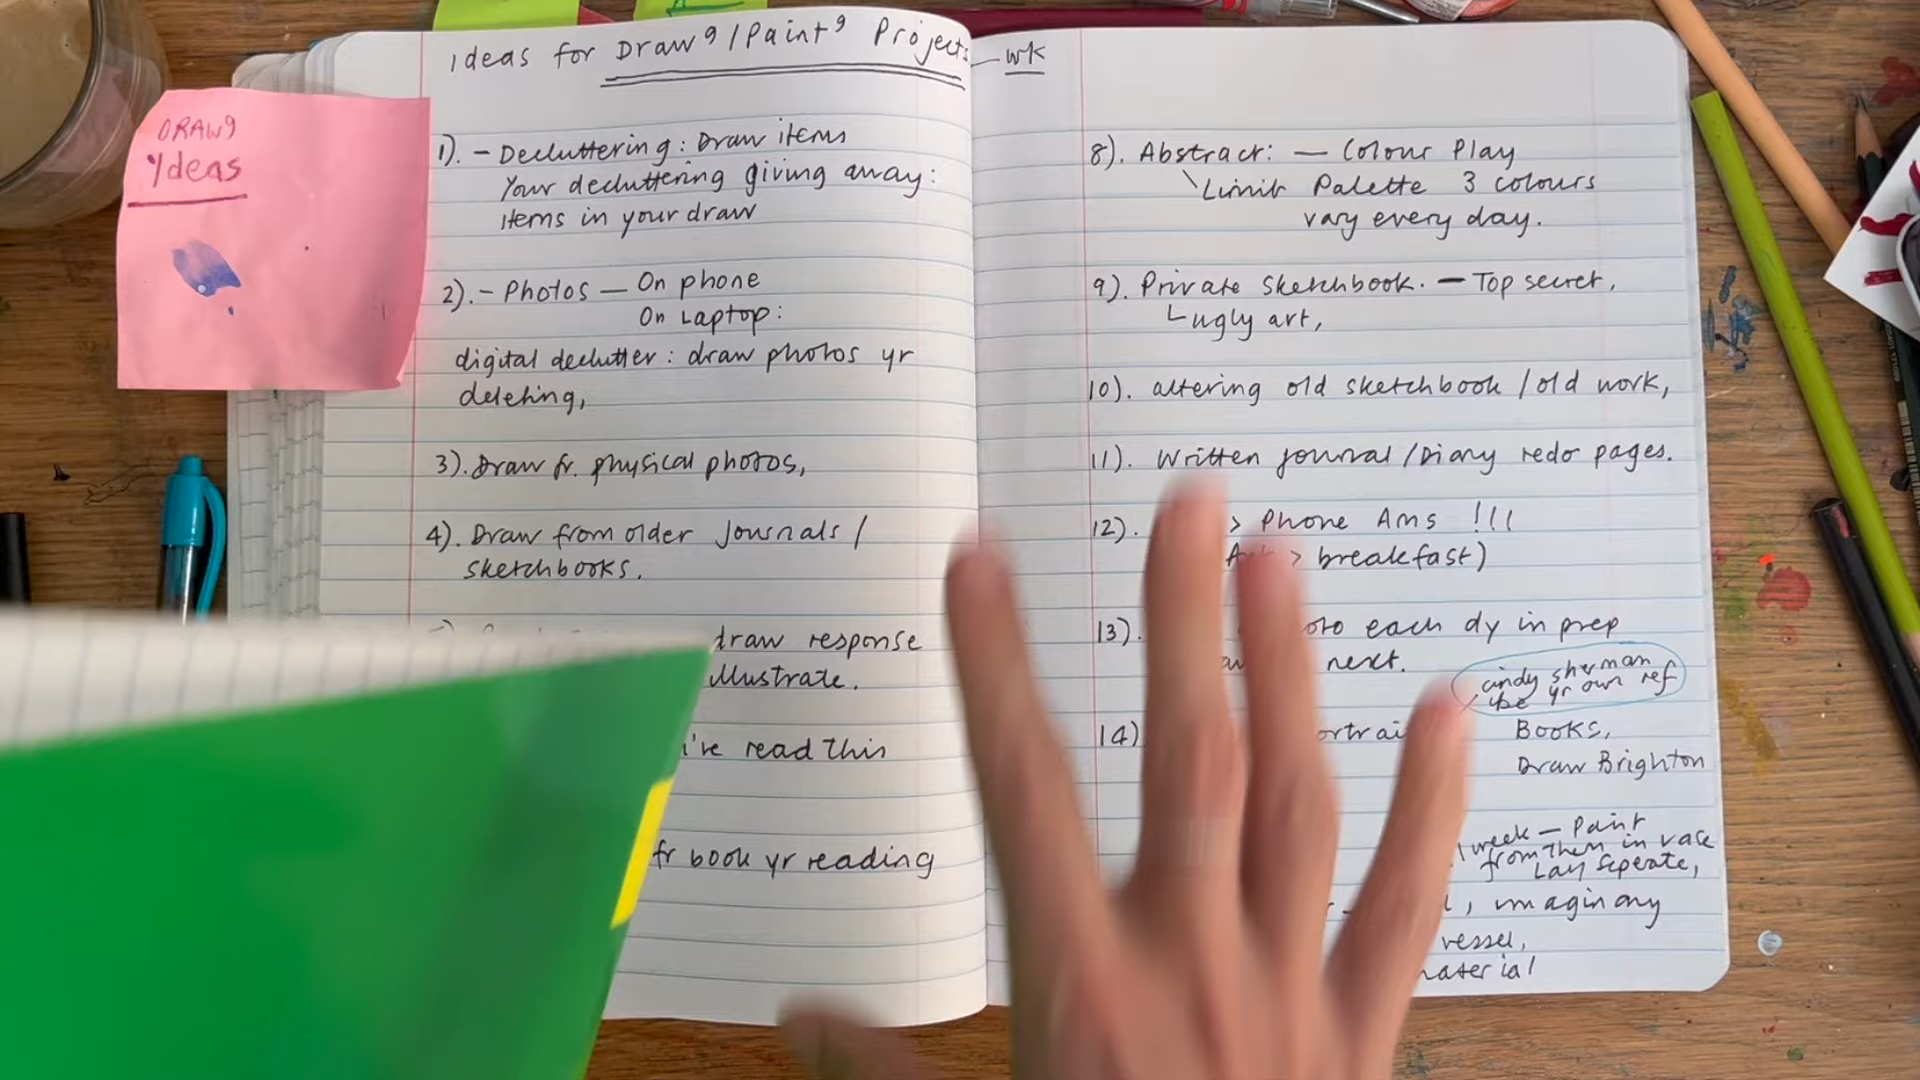 DRAWg
Ideas
Ideas for Drawg/Paintg Projects — wk
1). - Decluttering: Draw items
Your decluttering giving away:
items in your draw
2). - Photos — On phone
On Laptop:
digital declutter: draw photos yr
deleting,
3). Draw fr. physical photos,
4). Draw from older Journals /
sketchbooks.
draw response
illustrate.
i've read this
fr book yr reading
8). Abstract: — Colour Play
Limit Palette 3 colours
vary every day.
9). Private Sketchbook. — Top secret.
ugly art,
10). altering old sketchbook / old work,
11). Written journal / Diary redo pages.
12). > Phone Ams !!!
> breakfast)
13). each dy in prep
next.
cindy sherman
be yr own ref
14)
Books,
Draw Brighton
week — Paint
from them in vase
Lay seperate,
, imaginary
vessel,
material